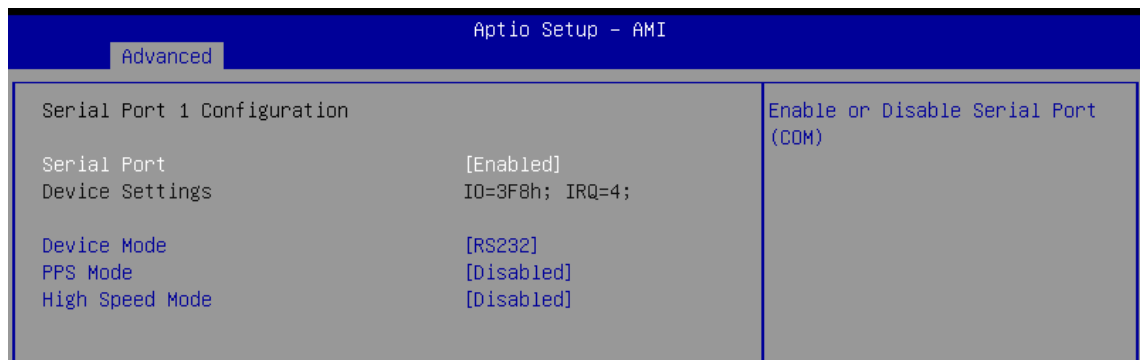 Aptio Setup – AMI
Advanced
Serial Port 1 Configuration
Serial Port [Enabled]
Device Settings IO=3F8h; IRQ=4;
Device Mode [RS232]
PPS Mode [Disabled]
High Speed Mode [Disabled]
Enable or Disable Serial Port
(COM)